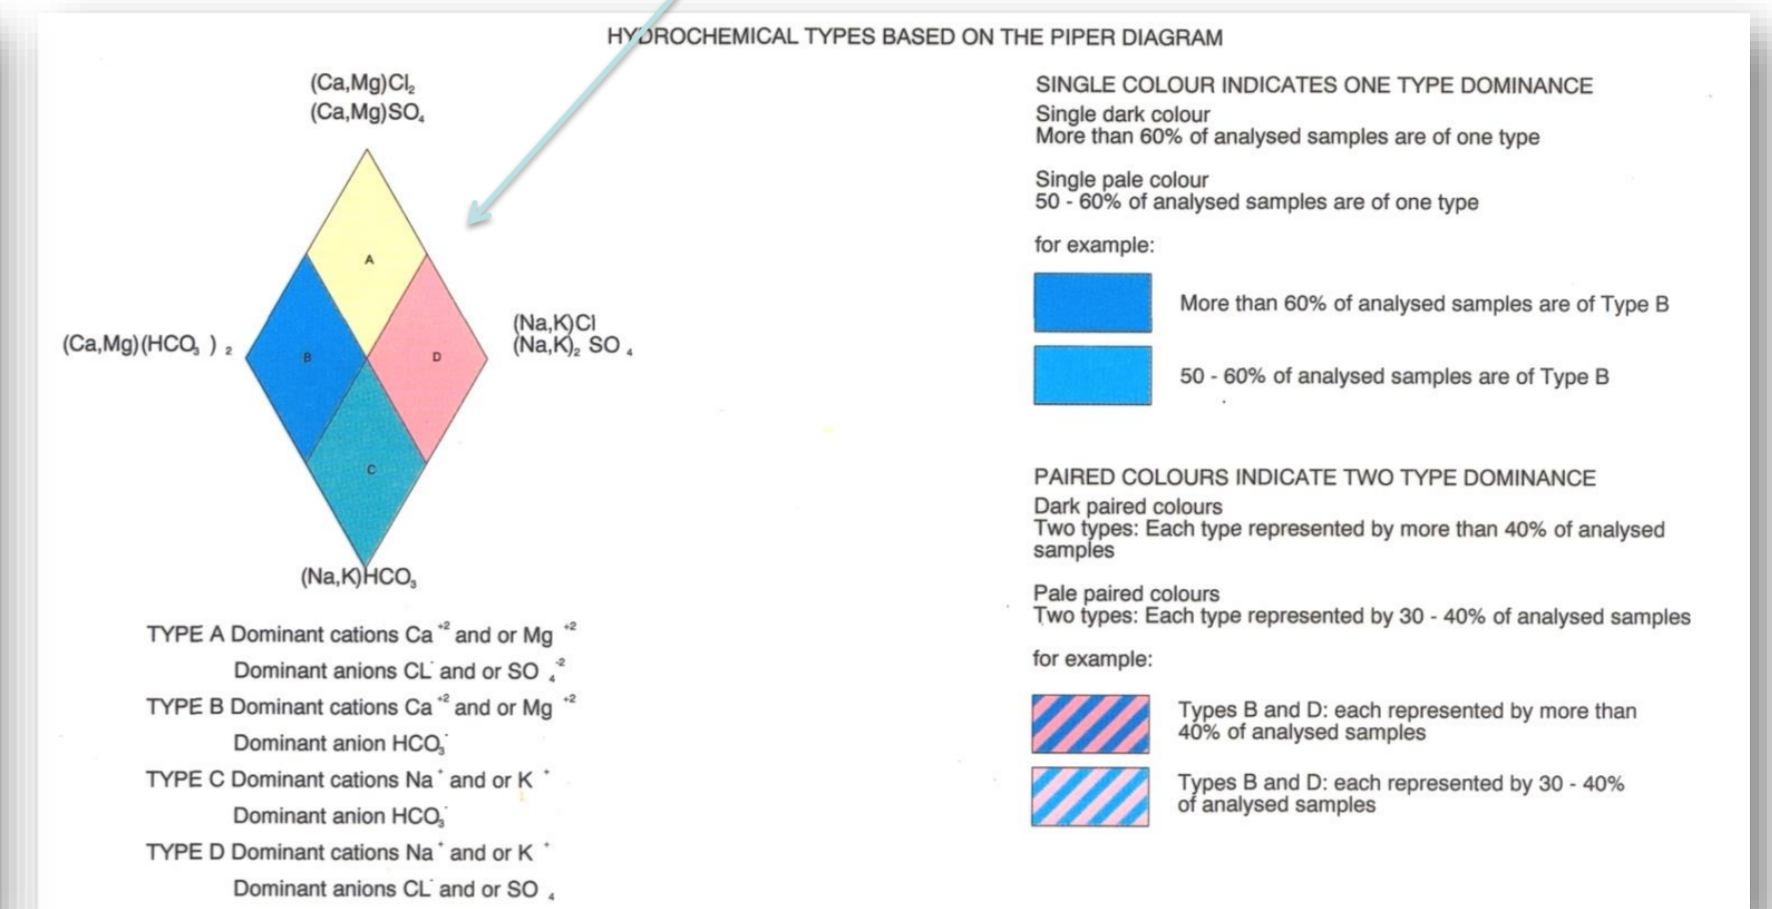 HYDROCHEMICAL TYPES BASED ON THE PIPER DIAGRAM
(Ca,Mg)Cl₂
(Ca,Mg)SO₄
A
B
D
C
(Ca,Mg)(HCO₃ ) ₂
(Na,K)Cl
(Na,K)₂ SO ₄
(Na,K)HCO₃
TYPE A Dominant cations Ca ⁺² and or Mg ⁺²
Dominant anions CL⁻ and or SO ₄⁻²
TYPE B Dominant cations Ca ⁺² and or Mg ⁺²
Dominant anion HCO₃⁻
TYPE C Dominant cations Na ⁺ and or K ⁺
Dominant anion HCO₃⁻
TYPE D Dominant cations Na ⁺ and or K ⁺
Dominant anions CL⁻ and or SO ₄
SINGLE COLOUR INDICATES ONE TYPE DOMINANCE
Single dark colour
More than 60% of analysed samples are of one type
Single pale colour
50 - 60% of analysed samples are of one type
for example:
More than 60% of analysed samples are of Type B
50 - 60% of analysed samples are of Type B
PAIRED COLOURS INDICATE TWO TYPE DOMINANCE
Dark paired colours
Two types: Each type represented by more than 40% of analysed
samples
Pale paired colours
Two types: Each type represented by 30 - 40% of analysed samples
for example:
Types B and D: each represented by more than
40% of analysed samples
Types B and D: each represented by 30 - 40%
of analysed samples